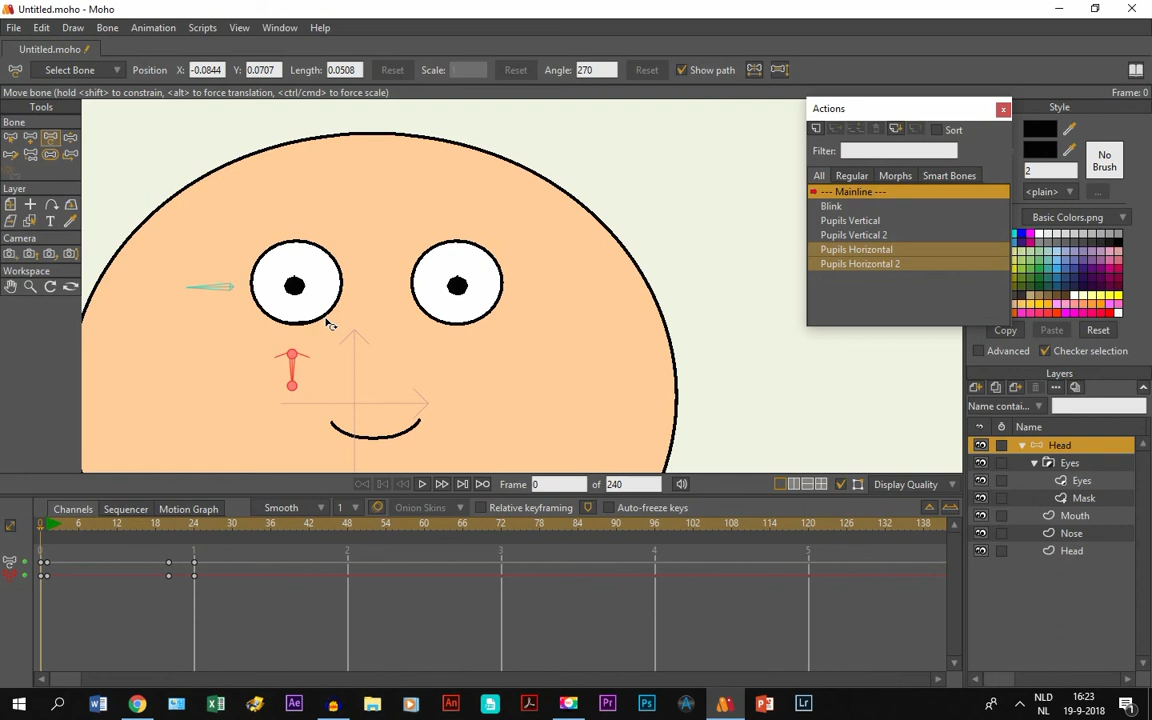 Untitled.moho - Moho
File Edit Draw Bone Animation Scripts View Window Help
Untitled.moho
Select Bone Position X: -0.0844 Y: 0.0707 Length: 0.0508 Reset Scale: 1 Reset Angle: 270 Reset Show path
Move bone (hold <shift> to constrain, <alt> to force translation, <ctrl/cmd> to force scale) Frame: 0
Tools
Bone
Layer
Camera
Workspace
Actions
Sort
Filter:
All Regular Morphs Smart Bones
--- Mainline ---
Blink
Pupils Vertical
Pupils Vertical 2
Pupils Horizontal
Pupils Horizontal 2
Style
No
Brush
2
<plain> ...
Basic Colors.png
Copy Paste Reset
Advanced Checker selection
Layers
Name contai...
Name
Head
Eyes
Eyes
Mask
Mouth
Nose
Head
Frame 0 of 240 Display Quality
Channels Sequencer Motion Graph Smooth 1 Onion Skins Relative keyframing Auto-freeze keys
0 6 12 18 24 30 36 42 48 54 60 66 72 78 84 90 96 102 108 114 120 126 132 138
0 1 2 3 4 5
NLD
NL
16:23
19-9-2018